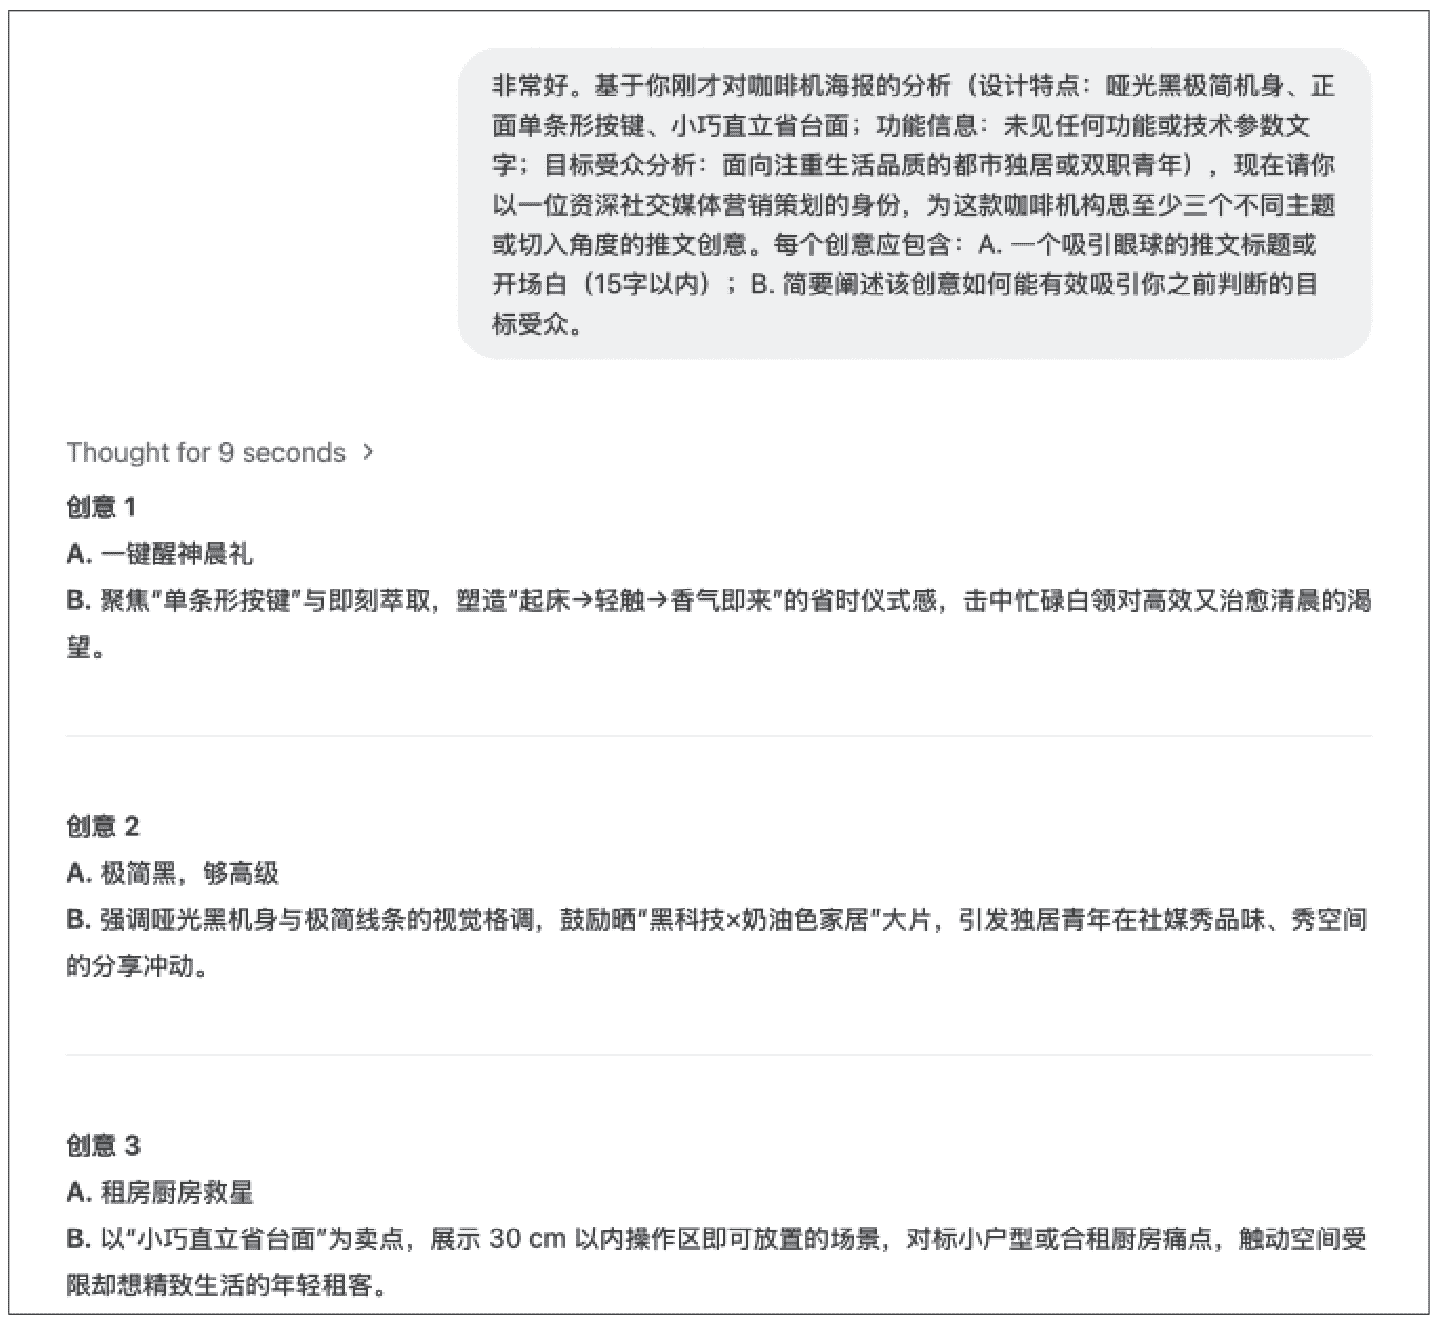 非常好。基于你刚才对咖啡机海报的分析（设计特点：哑光黑极简机身、正
面单条形按键、小巧直立省台面；功能信息：未见任何功能或技术参数文
字；目标受众分析：面向注重生活品质的都市独居或双职青年），现在请你
以一位资深社交媒体营销策划的身份，为这款咖啡机构思至少三个不同主题
或切入角度的推文创意。每个创意应包含：A. 一个吸引眼球的推文标题或
开场白（15字以内）；B. 简要阐述该创意如何能有效吸引你之前判断的目
标受众。
Thought for 9 seconds >
创意 1
A. 一键醒神晨礼
B. 聚焦“单条形按键”与即刻萃取，塑造“起床→轻触→香气即来”的省时仪式感，击中忙碌白领对高效又治愈清晨的渴
望。
创意 2
A. 极简黑，够高级
B. 强调哑光黑机身与极简线条的视觉格调，鼓励晒“黑科技×奶油色家居”大片，引发独居青年在社媒秀品味、秀空间
的分享冲动。
创意 3
A. 租房厨房救星
B. 以“小巧直立省台面”为卖点，展示 30 cm 以内操作区即可放置的场景，对标小户型或合租厨房痛点，触动空间受
限却想精致生活的年轻租客。